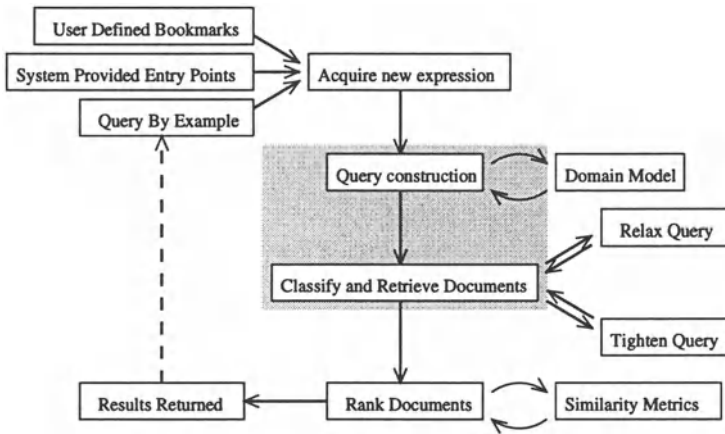 User Defined Bookmarks
System Provided Entry Points
Acquire new expression
Query By Example
Query construction
Domain Model
Relax Query
Classify and Retrieve Documents
Tighten Query
Results Returned
Rank Documents
Similarity Metrics